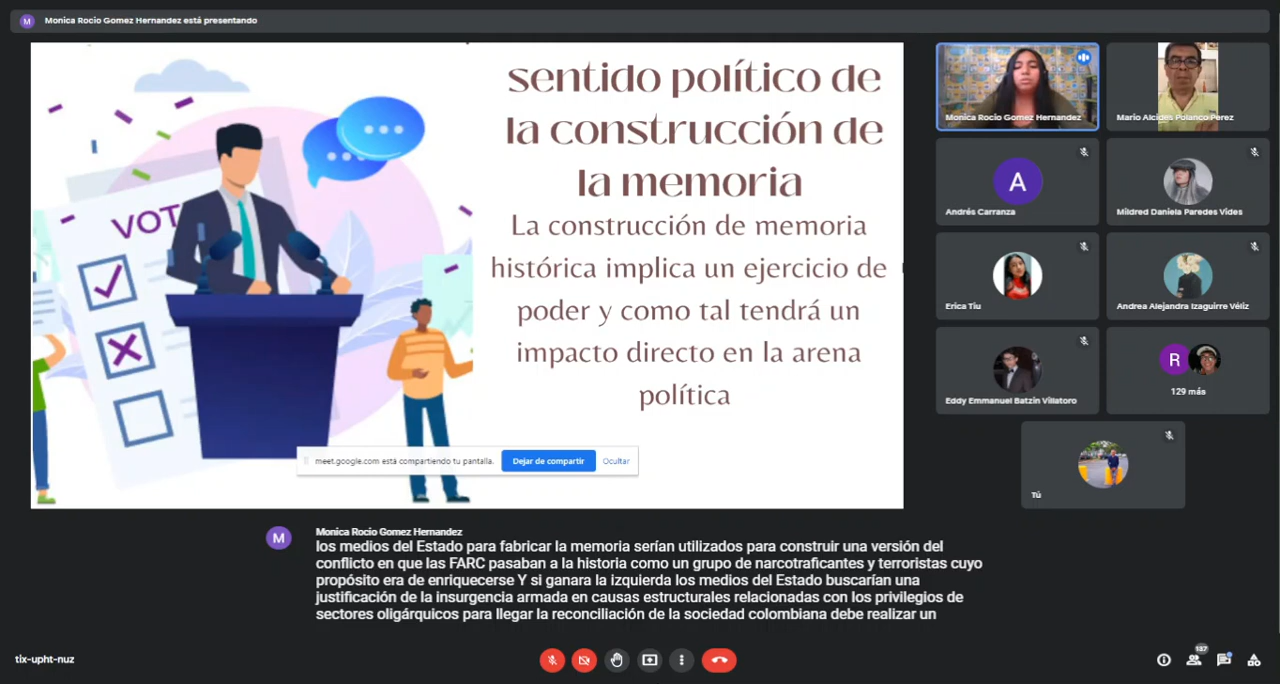 M
Monica Rocio Gomez Hernandez está presentando
sentido político de
la construcción de
la memoria
La construcción de memoria
histórica implica un ejercicio de
poder y como tal tendrá un
impacto directo en la arena
política
VOT
meet.google.com está compartiendo tu pantalla.
Dejar de compartir
Ocultar
Monica Rocio Gomez Hernandez
Mario Alcides Polanco Perez
A
Andrés Carranza
Mildred Daniela Paredes Vides
Erica Tiu
Andrea Alejandra Izaguirre Véliz
Eddy Emmanuel Batzin Villatoro
R
129 más
Tú
M
Monica Rocio Gomez Hernandez
los medios del Estado para fabricar la memoria serían utilizados para construir una versión del
conflicto en que las FARC pasaban a la historia como un grupo de narcotraficantes y terroristas cuyo
propósito era de enriquecerse Y si ganara la izquierda los medios del Estado buscarían una
justificación de la insurgencia armada en causas estructurales relacionadas con los privilegios de
sectores oligárquicos para llegar la reconciliación de la sociedad colombiana debe realizar un
tix-upht-nuz
137